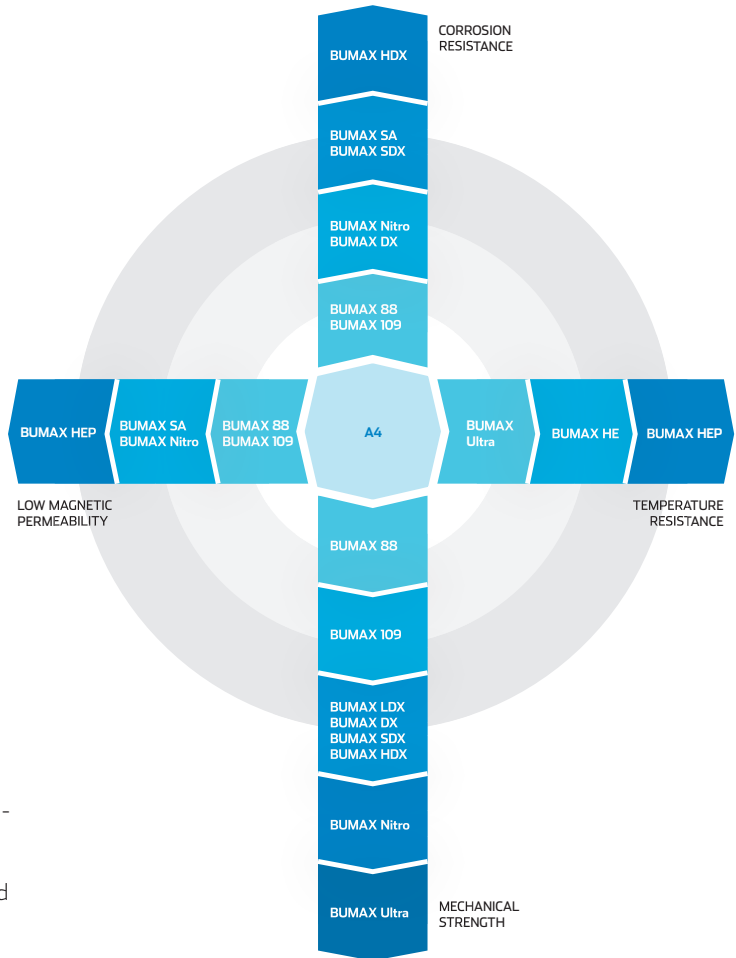 BUMAX HDX
CORROSION
RESISTANCE
BUMAX SA
BUMAX SDX
BUMAX Nitro
BUMAX DX
BUMAX 88
BUMAX 109
BUMAX HEP
BUMAX SA
BUMAX Nitro
BUMAX 88
BUMAX 109
A4
BUMAX
Ultra
BUMAX HE
BUMAX HEP
LOW MAGNETIC
PERMEABILITY
TEMPERATURE
RESISTANCE
BUMAX 88
BUMAX 109
BUMAX LDX
BUMAX DX
BUMAX SDX
BUMAX HDX
-
BUMAX Nitro
d
BUMAX Ultra
MECHANICAL
STRENGTH